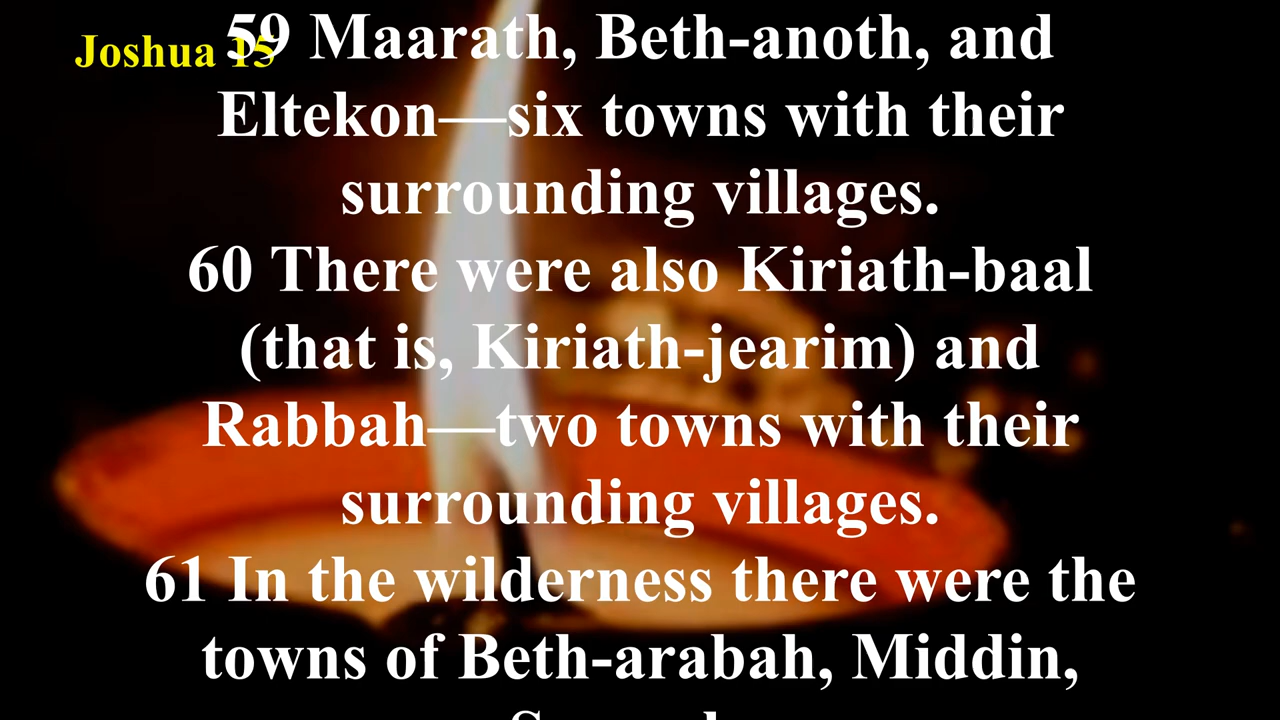 Joshua 15
59 Maarath, Beth-anoth, and
Eltekon—six towns with their
surrounding villages.
60 There were also Kiriath-baal
(that is, Kiriath-jearim) and
Rabbah—two towns with their
surrounding villages.
61 In the wilderness there were the
towns of Beth-arabah, Middin,